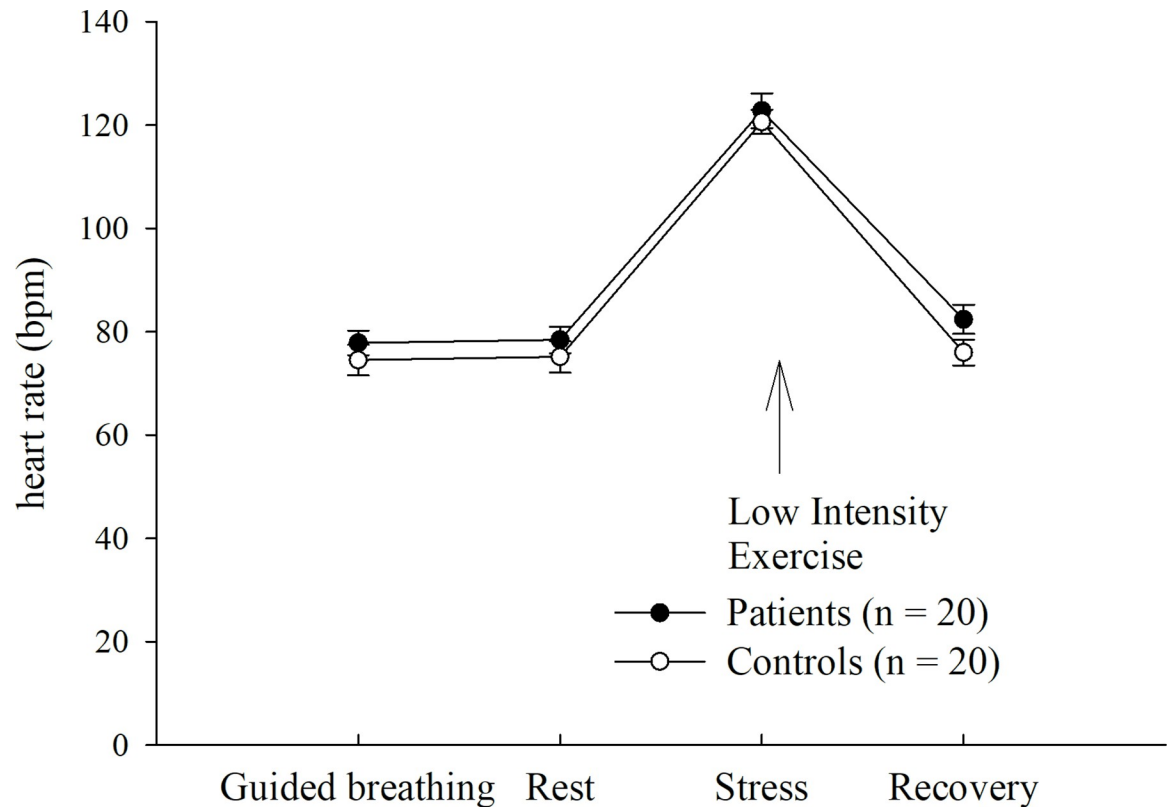 140
120
100
80
60
40
20
0
heart rate (bpm)
Low Intensity
Exercise
Patients (n = 20)
Controls (n = 20)
Guided breathing Rest Stress Recovery